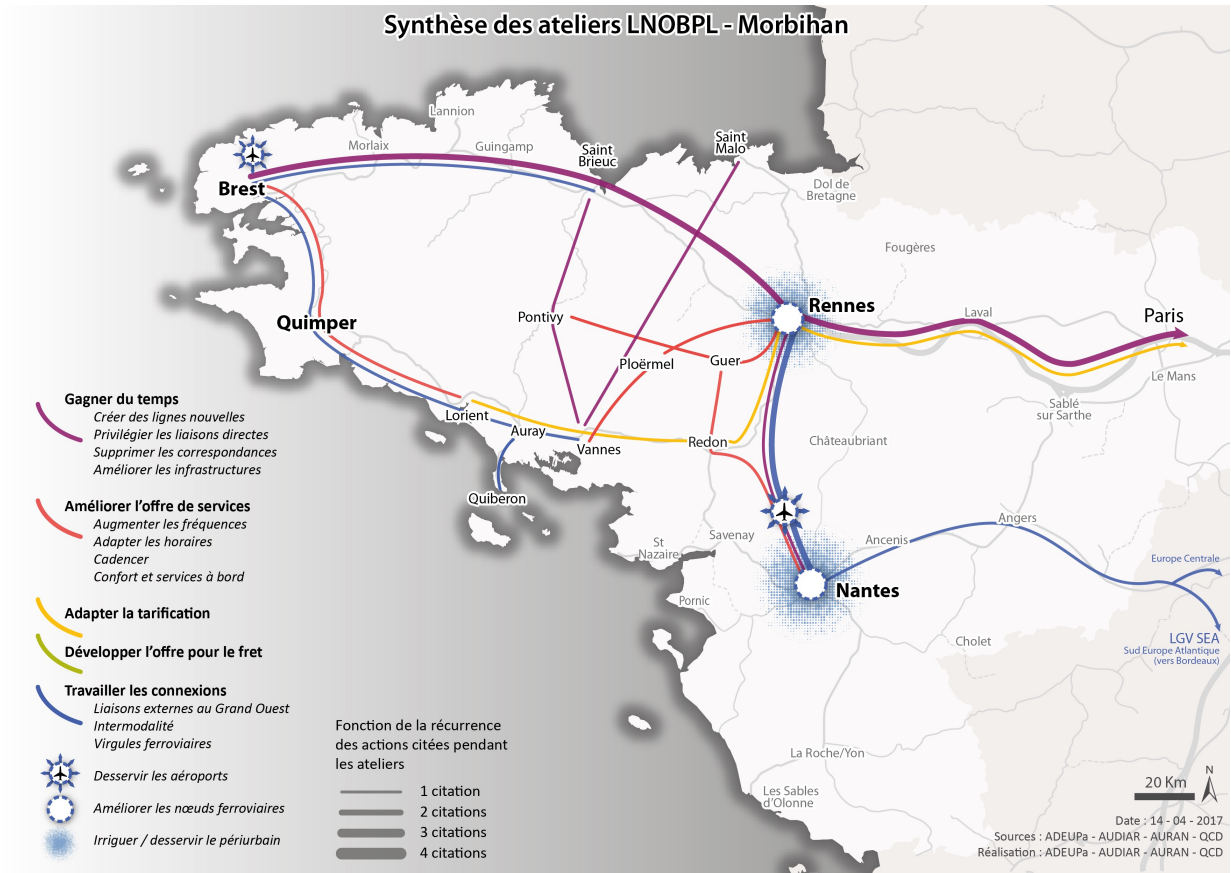 Synthèse des ateliers LNOBPL - Morbihan
Lannion
Morlaix
Guingamp
Saint
Brieuc
Saint
Malo
Dol de
Bretagne
Brest
Fougères
Quimper
Pontivy
Rennes
Laval
Paris
Ploërmel
Guer
Le Mans
Sablé
sur Sarthe
Lorient
Auray
Vannes
Redon
Châteaubriant
Quiberon
St
Nazaire
Savenay
Ancenis
Angers
Europe Centrale
Nantes
Pornic
Cholet
LGV SEA
Sud Europe Atlantique
(vers Bordeaux)
La Roche/Yon
Les Sables
d'Olonne
Gagner du temps
Créer des lignes nouvelles
Privilégier les liaisons directes
Supprimer les correspondances
Améliorer les infrastructures
Améliorer l'offre de services
Augmenter les fréquences
Adapter les horaires
Cadencer
Confort et services à bord
Adapter la tarification
Développer l'offre pour le fret
Travailler les connexions
Liaisons externes au Grand Ouest
Intermodalité
Virgules ferroviaires
Desservir les aéroports
Améliorer les nœuds ferroviaires
Irriguer / desservir le périurbain
Fonction de la récurrence
des actions citées pendant
les ateliers
1 citation
2 citations
3 citations
4 citations
20 Km
N
Date : 14 - 04 - 2017
Sources : ADEUPa - AUDIAR - AURAN - QCD
Réalisation : ADEUPa - AUDIAR - AURAN - QCD